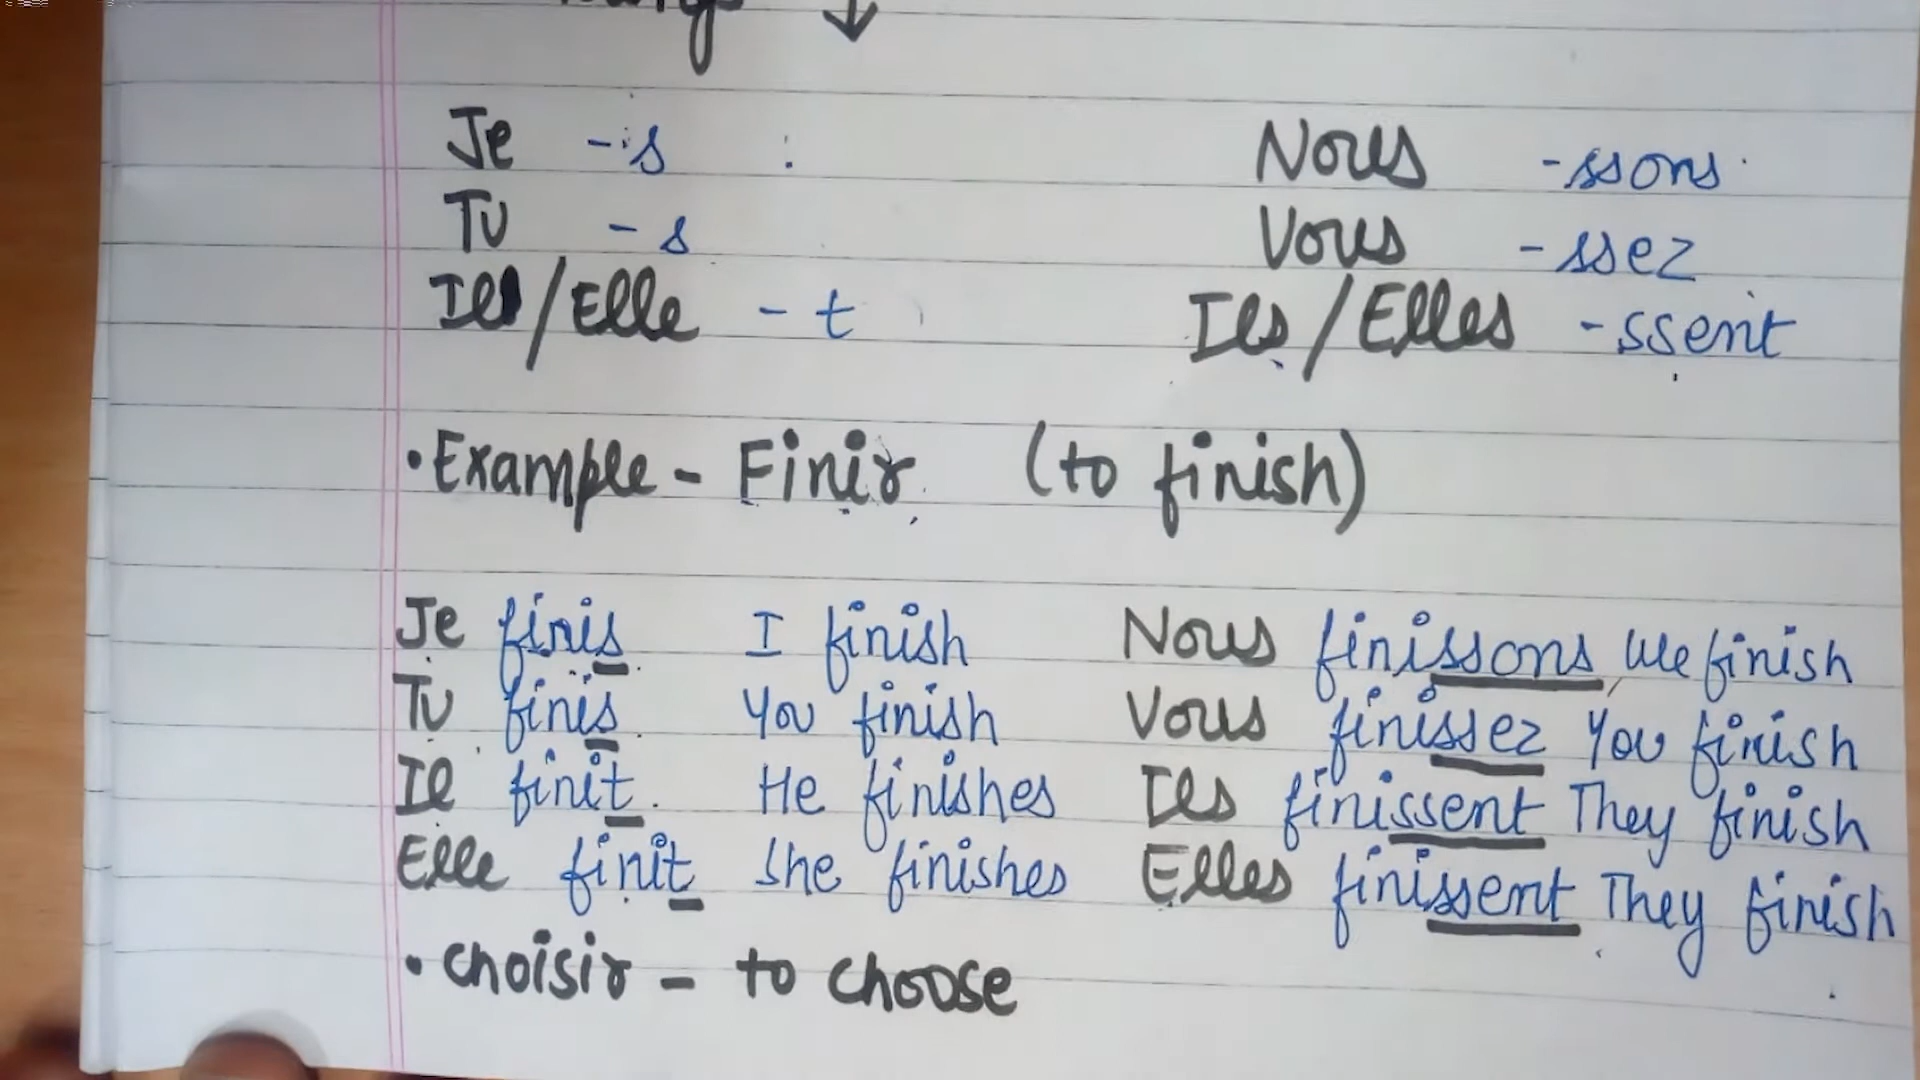 Je -s : Nous -ssons
Tu -s Vous -ssez
Il/Elle -t Ils/Elles -ssent
• Example - Finir (to finish)
Je finis I finish Nous finissons We finish
Tu finis You finish Vous finissez You finish
Il finit. He finishes Ils finissent They finish
Elle finit She finishes Elles finissent They finish
• Choisir - to choose